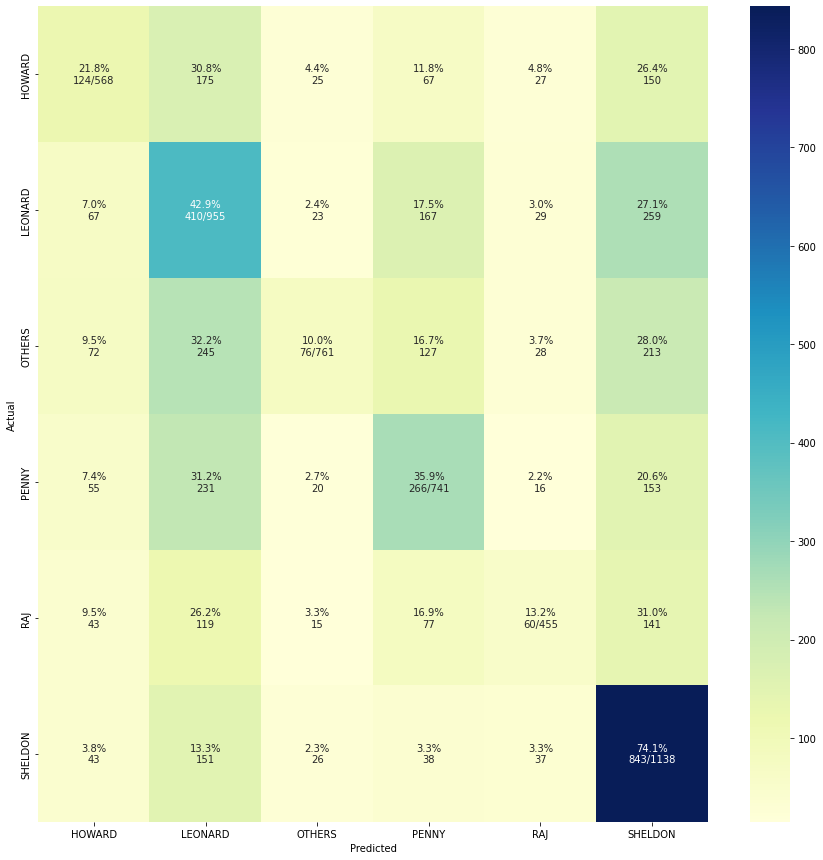 HOWARD
21.8% 30.8% 4.4% 11.8% 4.8% 26.4%
124/568 175 25 67 27 150
LEONARD
7.0% 42.9% 2.4% 17.5% 3.0% 27.1%
67 410/955 23 167 29 259
OTHERS
9.5% 32.2% 10.0% 16.7% 3.7% 28.0%
72 245 76/761 127 28 213
Actual
PENNY
7.4% 31.2% 2.7% 35.9% 2.2% 20.6%
55 231 20 266/741 16 153
RAJ
9.5% 26.2% 3.3% 16.9% 13.2% 31.0%
43 119 15 77 60/455 141
SHELDON
3.8% 13.3% 2.3% 3.3% 3.3% 74.1%
43 151 26 38 37 843/1138
HOWARD LEONARD OTHERS PENNY RAJ SHELDON
Predicted
800
700
600
500
400
300
200
100